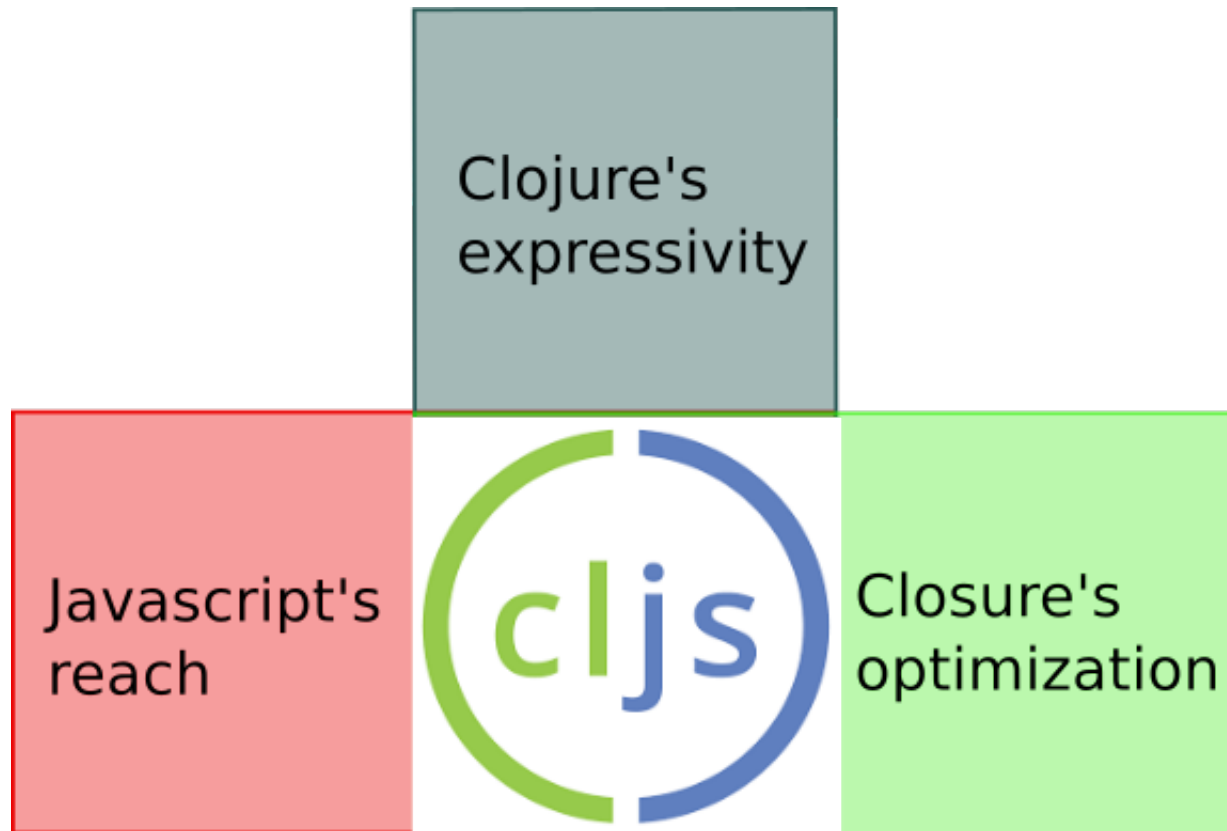 Clojure's
expressivity
Javascript's
reach
cljs
Closure's
optimization